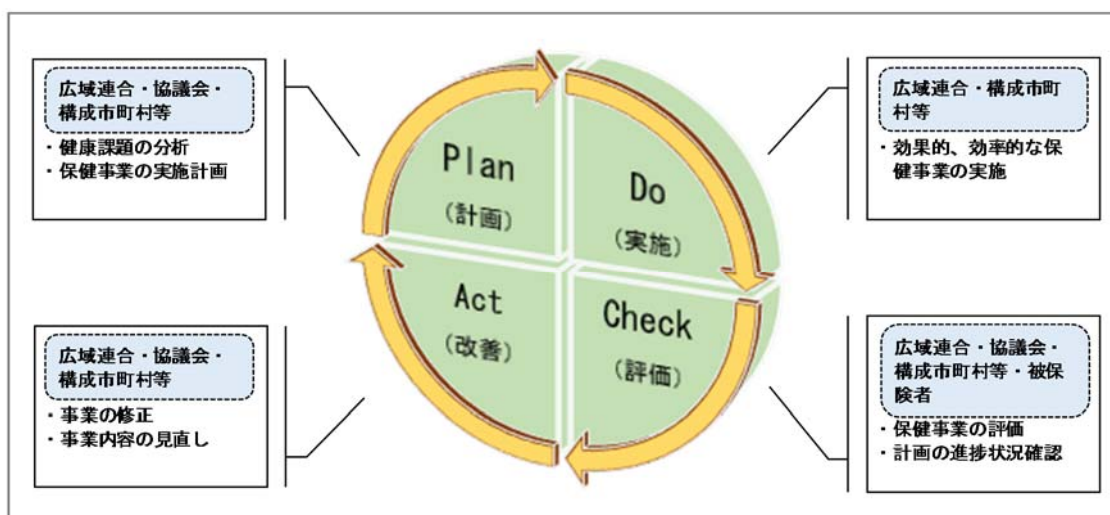 広域連合・協議会・
構成市町村等
・健康課題の分析
・保健事業の実施計画
Plan
(計画)
Do
(実施)
広域連合・構成市町
村等
・効果的、効率的な保
健事業の実施
広域連合・協議会・
構成市町村等
・事業の修正
・事業内容の見直し
Act
(改善)
Check
(評価)
広域連合・協議会・
構成市町村等・被保
険者
・保健事業の評価
・計画の進捗状況確認